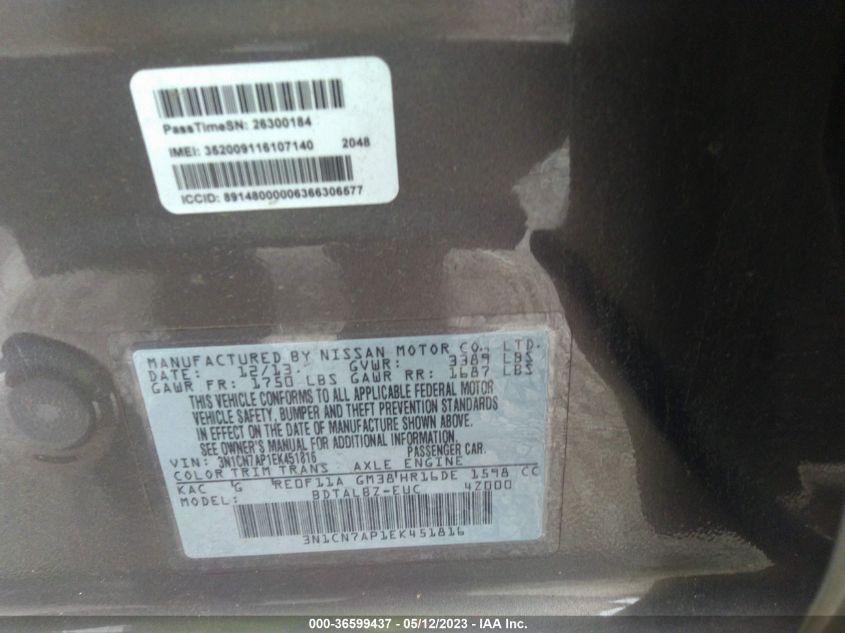 PassTimeSN: 26300184
IMEI: 352009116107140 2048
ICCID: 89148000006366306577
MANUFACTURED BY NISSAN MOTOR CO., LTD.
DATE: 12/13 GVWR: 3389 LBS
GAWR FR: 1750 LBS GAWR RR: 1687 LBS
THIS VEHICLE CONFORMS TO ALL APPLICABLE FEDERAL MOTOR
VEHICLE SAFETY, BUMPER AND THEFT PREVENTION STANDARDS
IN EFFECT ON THE DATE OF MANUFACTURE SHOWN ABOVE.
SEE OWNER'S MANUAL FOR ADDITIONAL INFORMATION.
VIN: 3N1CN7AP1EK451816 PASSENGER CAR.
COLOR TRIM TRANS. AXLE ENGINE
KAC G RE0F11A GM38 HR16DE 1598 CC
MODEL: BDTALBZ-EUC 4Z000
3N1CN7AP1EK451816
000-36599437 - 05/12/2023 - IAA Inc.